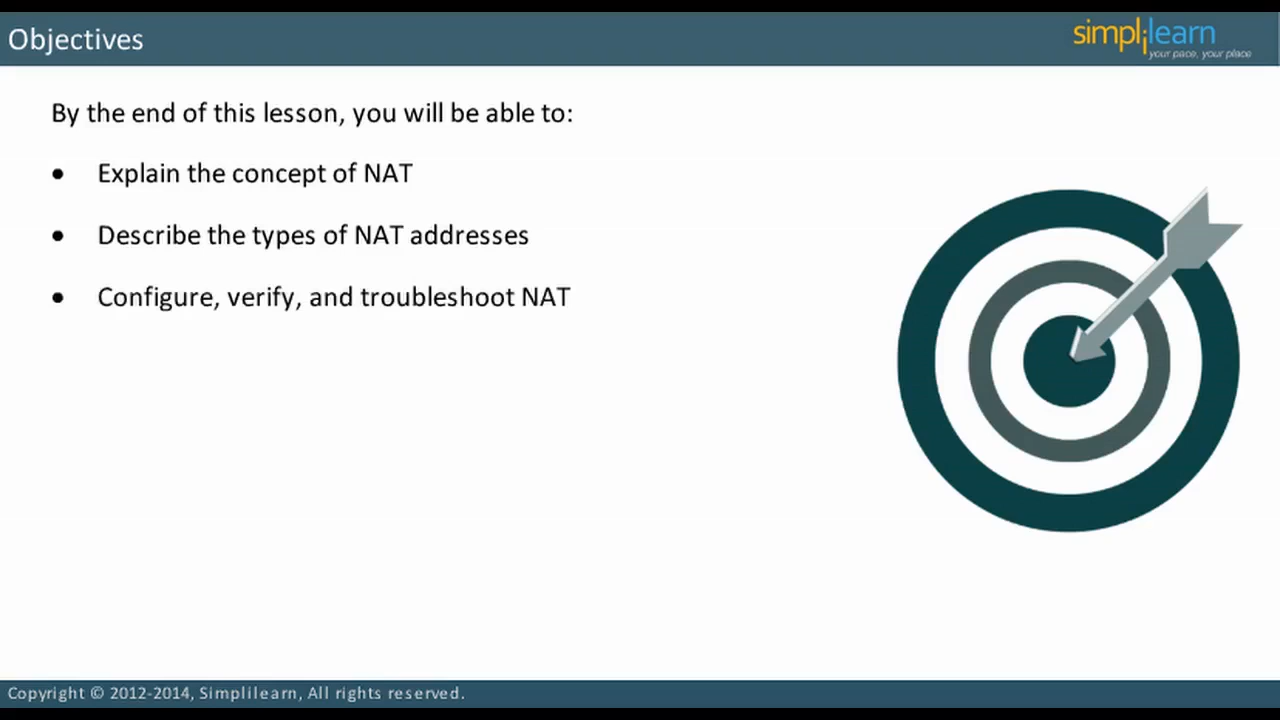 Objectives
simplilearn
your pace, your place
By the end of this lesson, you will be able to:
• Explain the concept of NAT
• Describe the types of NAT addresses
• Configure, verify, and troubleshoot NAT
Copyright © 2012-2014, Simplilearn, All rights reserved.